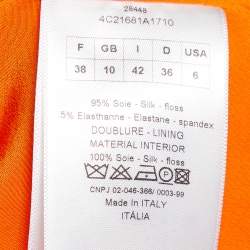 28448
4C21681A1710
F GB I D USA
38 10 42 36 6
95% Soie - Silk - floss
5% Elasthanne - Elastane - spandex
DOUBLURE - LINING
MATERIAL INTERIOR
100% Soie - Silk - floss
CNPJ 02-046-366/ 0003-99
Made In ITALY
ITÁLIA